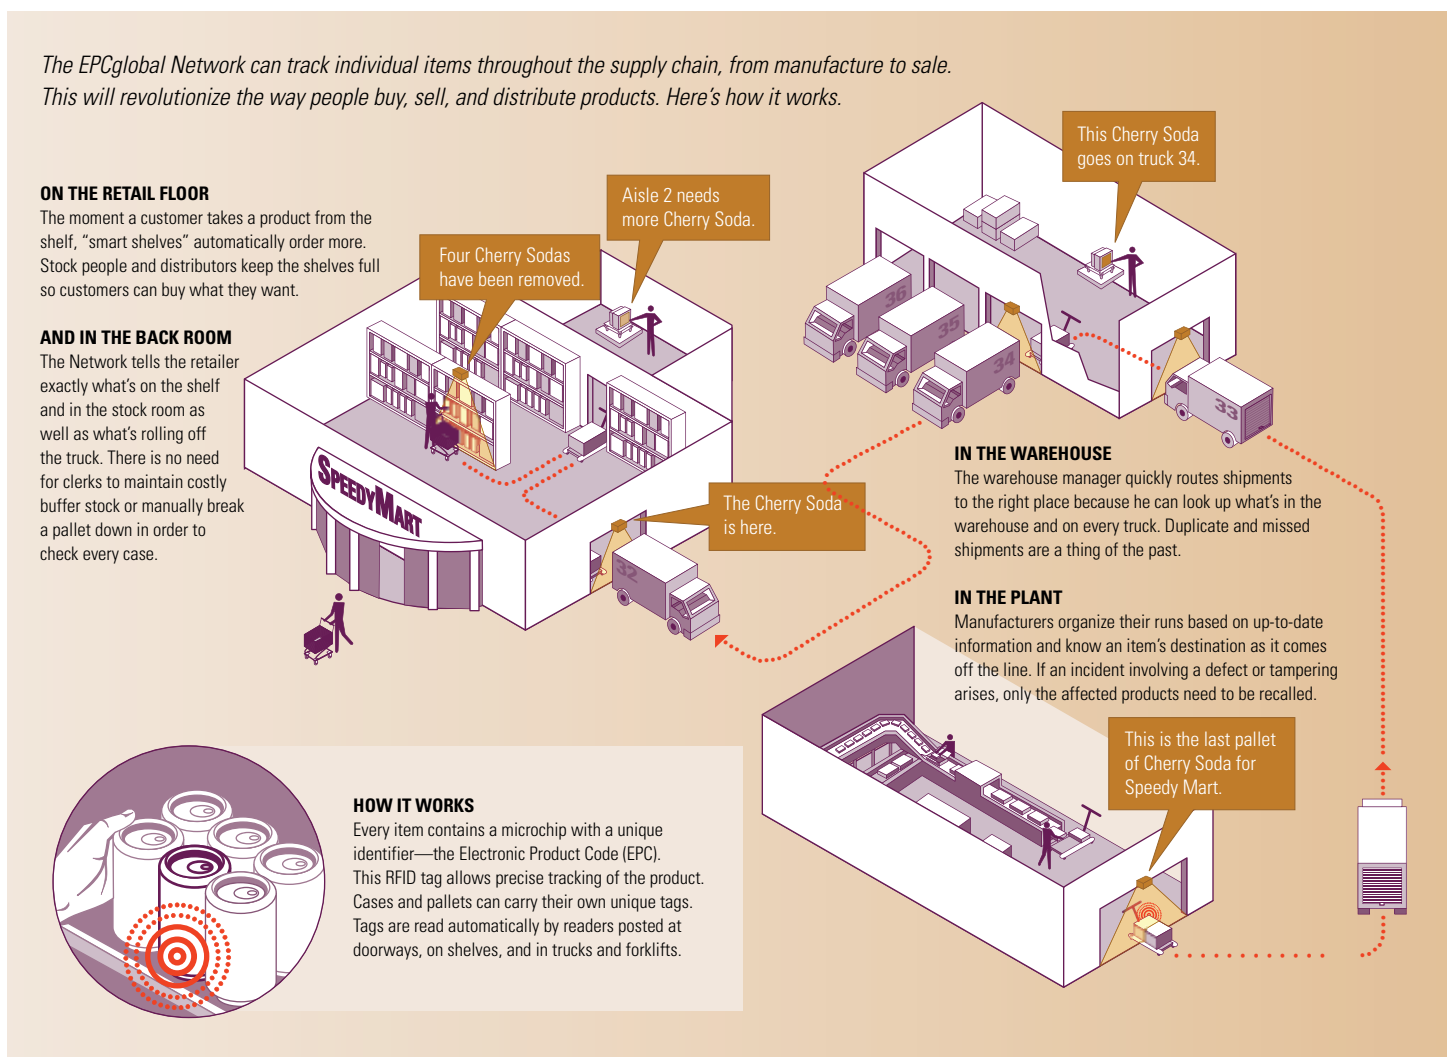 The EPCglobal Network can track individual items throughout the supply chain, from manufacture to sale.
This will revolutionize the way people buy, sell, and distribute products. Here's how it works.
ON THE RETAIL FLOOR
The moment a customer takes a product from the
shelf, “smart shelves” automatically order more.
Stock people and distributors keep the shelves full
so customers can buy what they want.
AND IN THE BACK ROOM
The Network tells the retailer
exactly what's on the shelf
and in the stock room as
well as what's rolling off
the truck. There is no need
for clerks to maintain costly
buffer stock or manually break
a pallet down in order to
check every case.
Four Cherry Sodas
have been removed.
Aisle 2 needs
more Cherry Soda.
SPEEDYMART
The Cherry Soda
is here.
32
This Cherry Soda
goes on truck 34.
36
35
34
33
IN THE WAREHOUSE
The warehouse manager quickly routes shipments
to the right place because he can look up what's in the
warehouse and on every truck. Duplicate and missed
shipments are a thing of the past.
IN THE PLANT
Manufacturers organize their runs based on up-to-date
information and know an item's destination as it comes
off the line. If an incident involving a defect or tampering
arises, only the affected products need to be recalled.
This is the last pallet
of Cherry Soda for
Speedy Mart.
HOW IT WORKS
Every item contains a microchip with a unique
identifier—the Electronic Product Code (EPC).
This RFID tag allows precise tracking of the product.
Cases and pallets can carry their own unique tags.
Tags are read automatically by readers posted at
doorways, on shelves, and in trucks and forklifts.